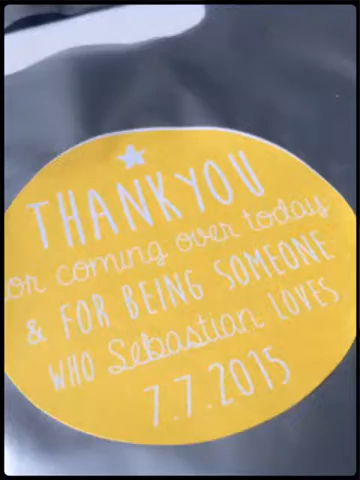 THANKYOU
or coming over today
& FOR BEING SOMEONE
WHO Sebastian LOVES
7.7.2015